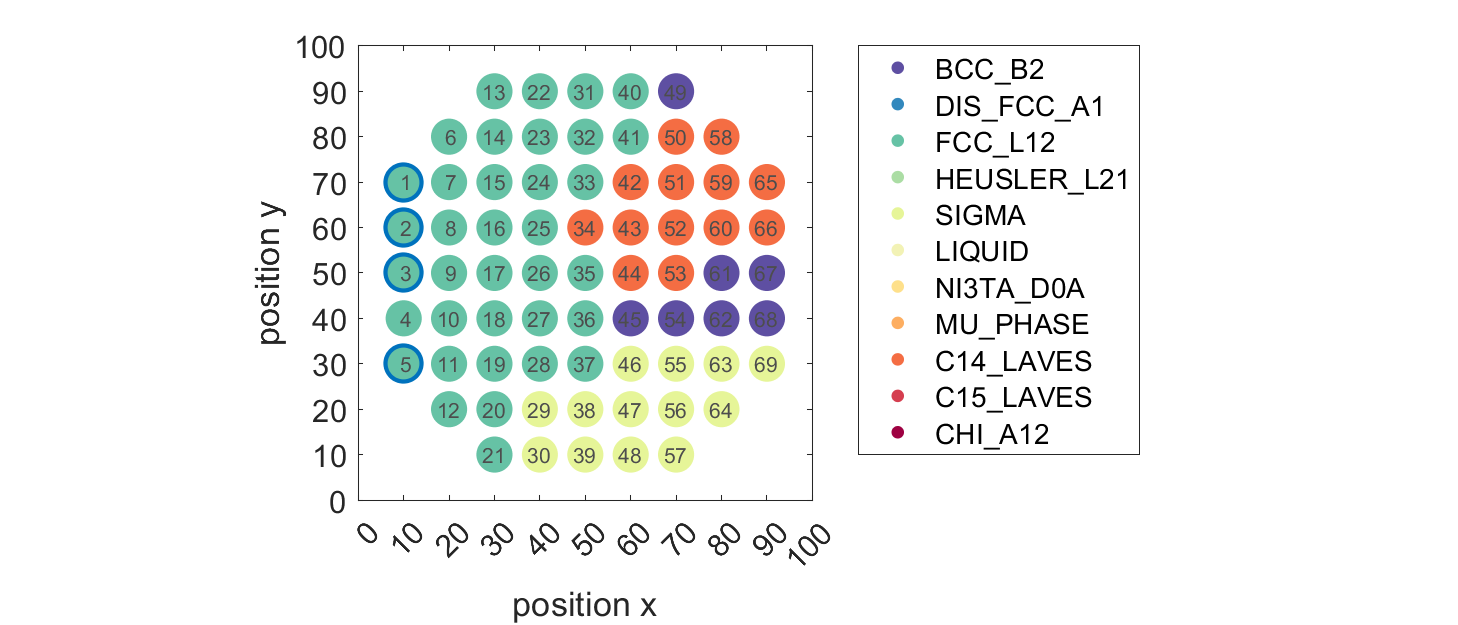 100
90
80
70
60
50
40
30
20
10
0
position y
13 22 31 40 49
6 14 23 32 41 50 58
1 7 15 24 33 42 51 59 65
2 8 16 25 34 43 52 60 66
3 9 17 26 35 44 53 61 67
4 10 18 27 36 45 54 62 68
5 11 19 28 37 46 55 63 69
12 20 29 38 47 56 64
21 30 39 48 57
0 10 20 30 40 50 60 70 80 90 100
position x
BCC_B2
DIS_FCC_A1
FCC_L12
HEUSLER_L21
SIGMA
LIQUID
NI3TA_D0A
MU_PHASE
C14_LAVES
C15_LAVES
CHI_A12